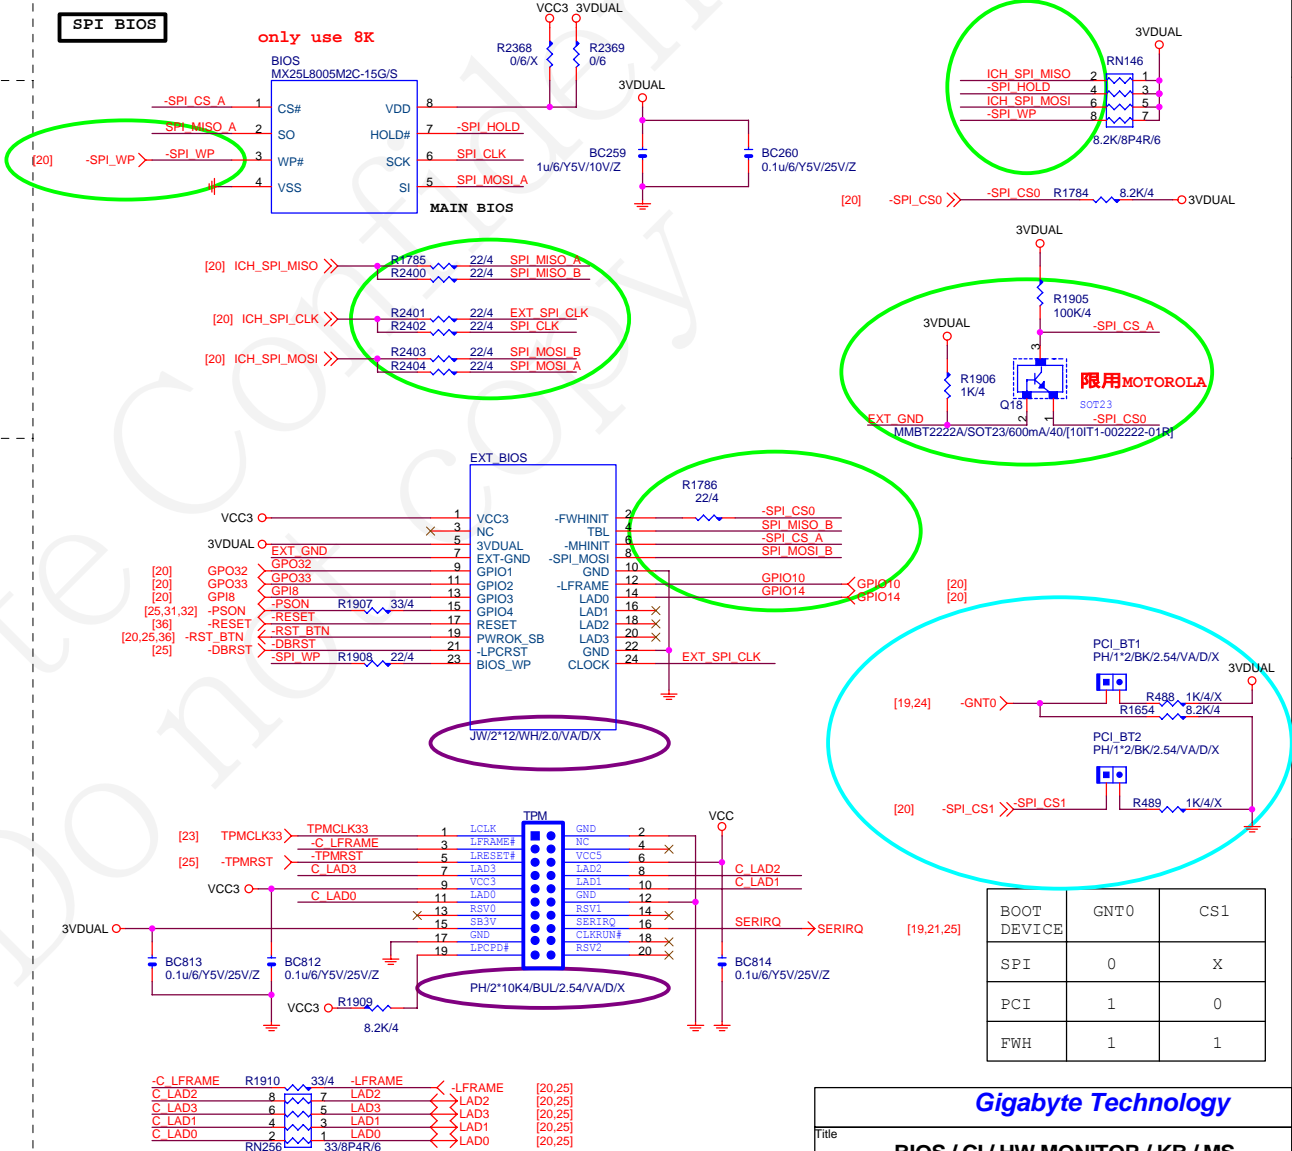 SPI BIOS
only use 8K
BIOS
MX25L8005M2C-15G/S
-SPI_CS_A 1 CS# VDD 8
SPI_MISO_A 2 SO HOLD# 7 -SPI_HOLD
[20] -SPI_WP -SPI_WP 3 WP# SCK 6 SPI_CLK
4 VSS SI 5 SPI_MOSI_A
MAIN BIOS
VCC3 3VDUAL
R2368 0/6/X
R2369 0/6
3VDUAL
BC259
1u/6/Y5V/10V/Z
BC260
0.1u/6/Y5V/25V/Z
3VDUAL
RN146
ICH_SPI_MISO 2 1
-SPI_HOLD 4 3
ICH_SPI_MOSI 6 5
-SPI_WP 8 7
8.2K/8P4R/6
[20] -SPI_CS0 -SPI_CS0 R1784 8.2K/4 3VDUAL
[20] ICH_SPI_MISO R1785 22/4 SPI_MISO_A
R2400 22/4 SPI_MISO_B
[20] ICH_SPI_CLK R2401 22/4 EXT_SPI_CLK
R2402 22/4 SPI_CLK
[20] ICH_SPI_MOSI R2403 22/4 SPI_MOSI_B
R2404 22/4 SPI_MOSI_A
3VDUAL
R1905
100K/4
-SPI_CS_A
3VDUAL
R1906
1K/4
3
限用MOTOROLA
Q18
SOT23
2 1
EXT_GND -SPI_CS0
MMBT2222A/SOT23/600mA/40/[10IT1-002222-01R]
EXT_BIOS
R1786
22/4
VCC3 1 VCC3 -FWHINIT 2 -SPI_CS0
3 NC TBL 4 SPI_MISO_B
3VDUAL 5 3VDUAL -MHINIT 6 -SPI_CS_A
EXT_GND 7 EXT-GND -SPI_MOSI 8 SPI_MOSI_B
[20] GPO32 GPO32 9 GPIO1 GND 10
[20] GPO33 GPO33 11 GPIO2 -LFRAME 12 GPIO10 GPIO10 [20]
[20] GPI8 GPI8 13 GPIO3 LAD0 14 GPIO14 GPIO14 [20]
[25,31,32] -PSON -PSON R1907 33/4 15 GPIO4 LAD1 16
[36] -RESET -RESET 17 RESET LAD2 18
[20,25,36] -RST_BTN -RST_BTN 19 PWROK_SB LAD3 20
[25] -DBRST -DBRST 21 -LPCRST GND 22
-SPI_WP R1908 22/4 23 BIOS_WP CLOCK 24 EXT_SPI_CLK
JW/2*12/WH/2.0/VA/D/X
PCI_BT1
PH/1*2/BK/2.54/VA/D/X
3VDUAL
[19,24] -GNT0 R488 1K/4/X
R1654 8.2K/4
PCI_BT2
PH/1*2/BK/2.54/VA/D/X
[20] -SPI_CS1 -SPI_CS1 R489 1K/4/X
TPM
VCC
[23] TPMCLK33 TPMCLK33 1 LCLK GND 2
-C_LFRAME 3 LFRAME# NC 4
[25] -TPMRST -TPMRST 5 LRESET# VCC5 6
C_LAD3 7 LAD3 LAD2 8 C_LAD2
VCC3 9 VCC3 LAD1 10 C_LAD1
C_LAD0 11 LAD0 GND 12
13 RSV0 RSV1 14
3VDUAL 15 SB3V SERIRQ 16 SERIRQ SERIRQ [19,21,25]
17 GND CLKRUN# 18
19 LPCPD# RSV2 20
BC813
0.1u/6/Y5V/25V/Z
BC812
0.1u/6/Y5V/25V/Z
BC814
0.1u/6/Y5V/25V/Z
PH/2*10K4/BUL/2.54/VA/D/X
VCC3 R1909
8.2K/4
BOOT DEVICE GNT0 CS1
SPI 0 X
PCI 1 0
FWH 1 1
-C_LFRAME R1910 33/4 -LFRAME -LFRAME [20,25]
C_LAD2 8 7 LAD2 LAD2 [20,25]
C_LAD3 6 5 LAD3 LAD3 [20,25]
C_LAD1 4 3 LAD1 LAD1 [20,25]
C_LAD0 2 1 LAD0 LAD0 [20,25]
RN256 33/8P4R/6
Gigabyte Technology
Title
BIOS / CI / HW MONITOR / KB / MS
Do not copy